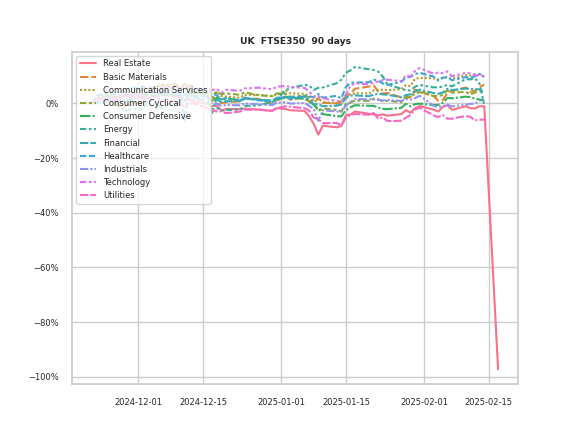 UK FTSE350 90 days
Real Estate
Basic Materials
Communication Services
Consumer Cyclical
Consumer Defensive
Energy
Financial
Healthcare
Industrials
Technology
Utilities
0%
−20%
−40%
−60%
−80%
−100%
2024-12-01 2024-12-15 2025-01-01 2025-01-15 2025-02-01 2025-02-15